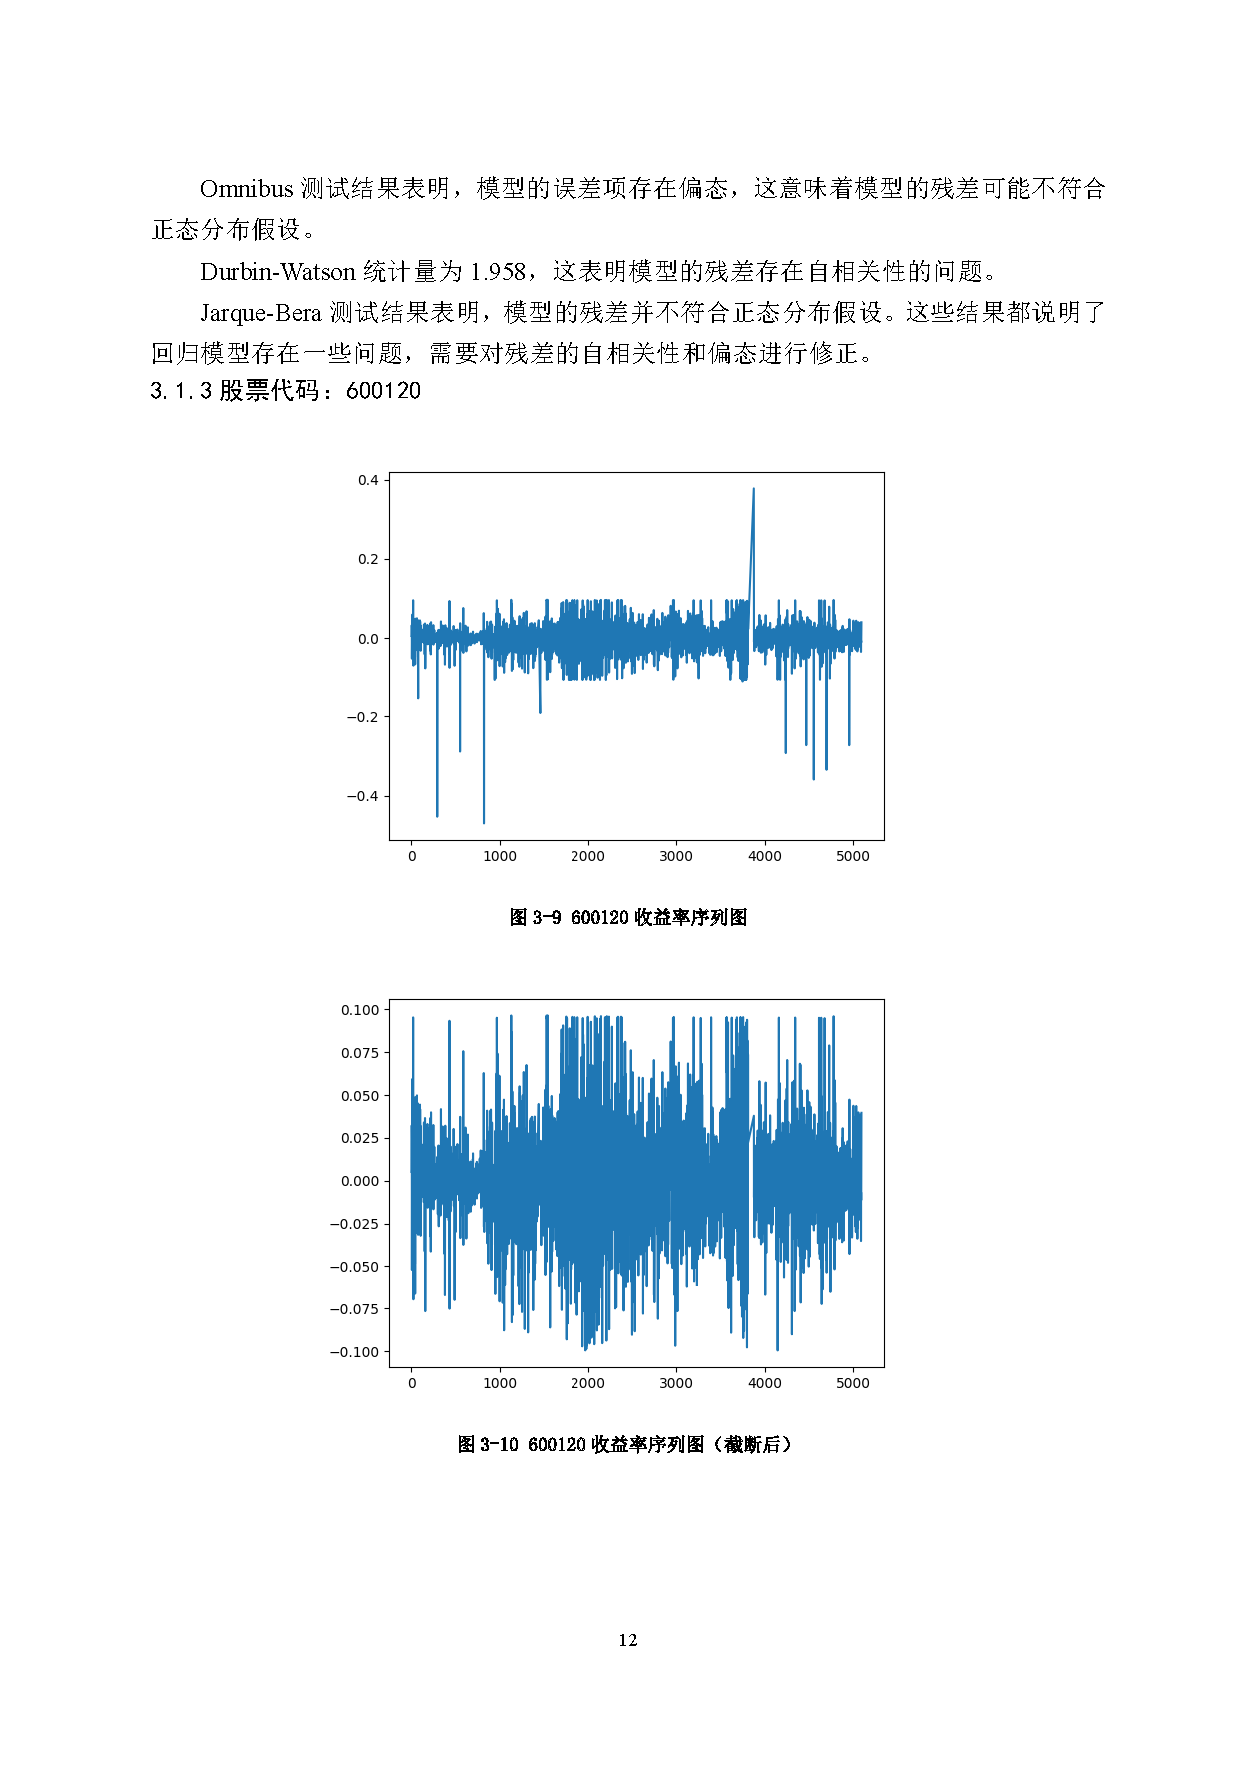 Omnibus 测试结果表明，模型的误差项存在偏态，这意味着模型的残差可能不符合
正态分布假设。
Durbin-Watson 统计量为 1.958，这表明模型的残差存在自相关性的问题。
Jarque-Bera 测试结果表明，模型的残差并不符合正态分布假设。这些结果都说明了
回归模型存在一些问题，需要对残差的自相关性和偏态进行修正。
3.1.3 股票代码：600120
0.4
0.2
0.0
−0.2
−0.4
0 1000 2000 3000 4000 5000
图 3-9 600120 收益率序列图
0.100
0.075
0.050
0.025
0.000
−0.025
−0.050
−0.075
−0.100
0 1000 2000 3000 4000 5000
图 3-10 600120 收益率序列图（截断后）
12